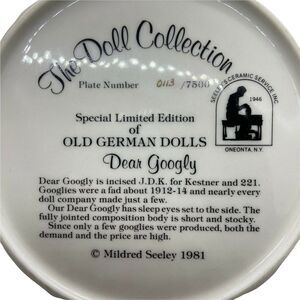 The Doll Collection
Plate Number 0113 /7500
SEELEY'S CERAMIC SERVICE INC
1946
ONEONTA, N.Y.
Special Limited Edition
of
OLD GERMAN DOLLS
Dear Googly
Dear Googly is incised J.D.K. for Kestner and 221.
Googlies were a fad about 1912-14 and nearly every
doll company made just a few.
Our Dear Googly has sleep eyes set to the side. The
fully jointed composition body is short and stocky.
Since only a few googlies were produced, both the
demand and the price are high.
© Mildred Seeley 1981